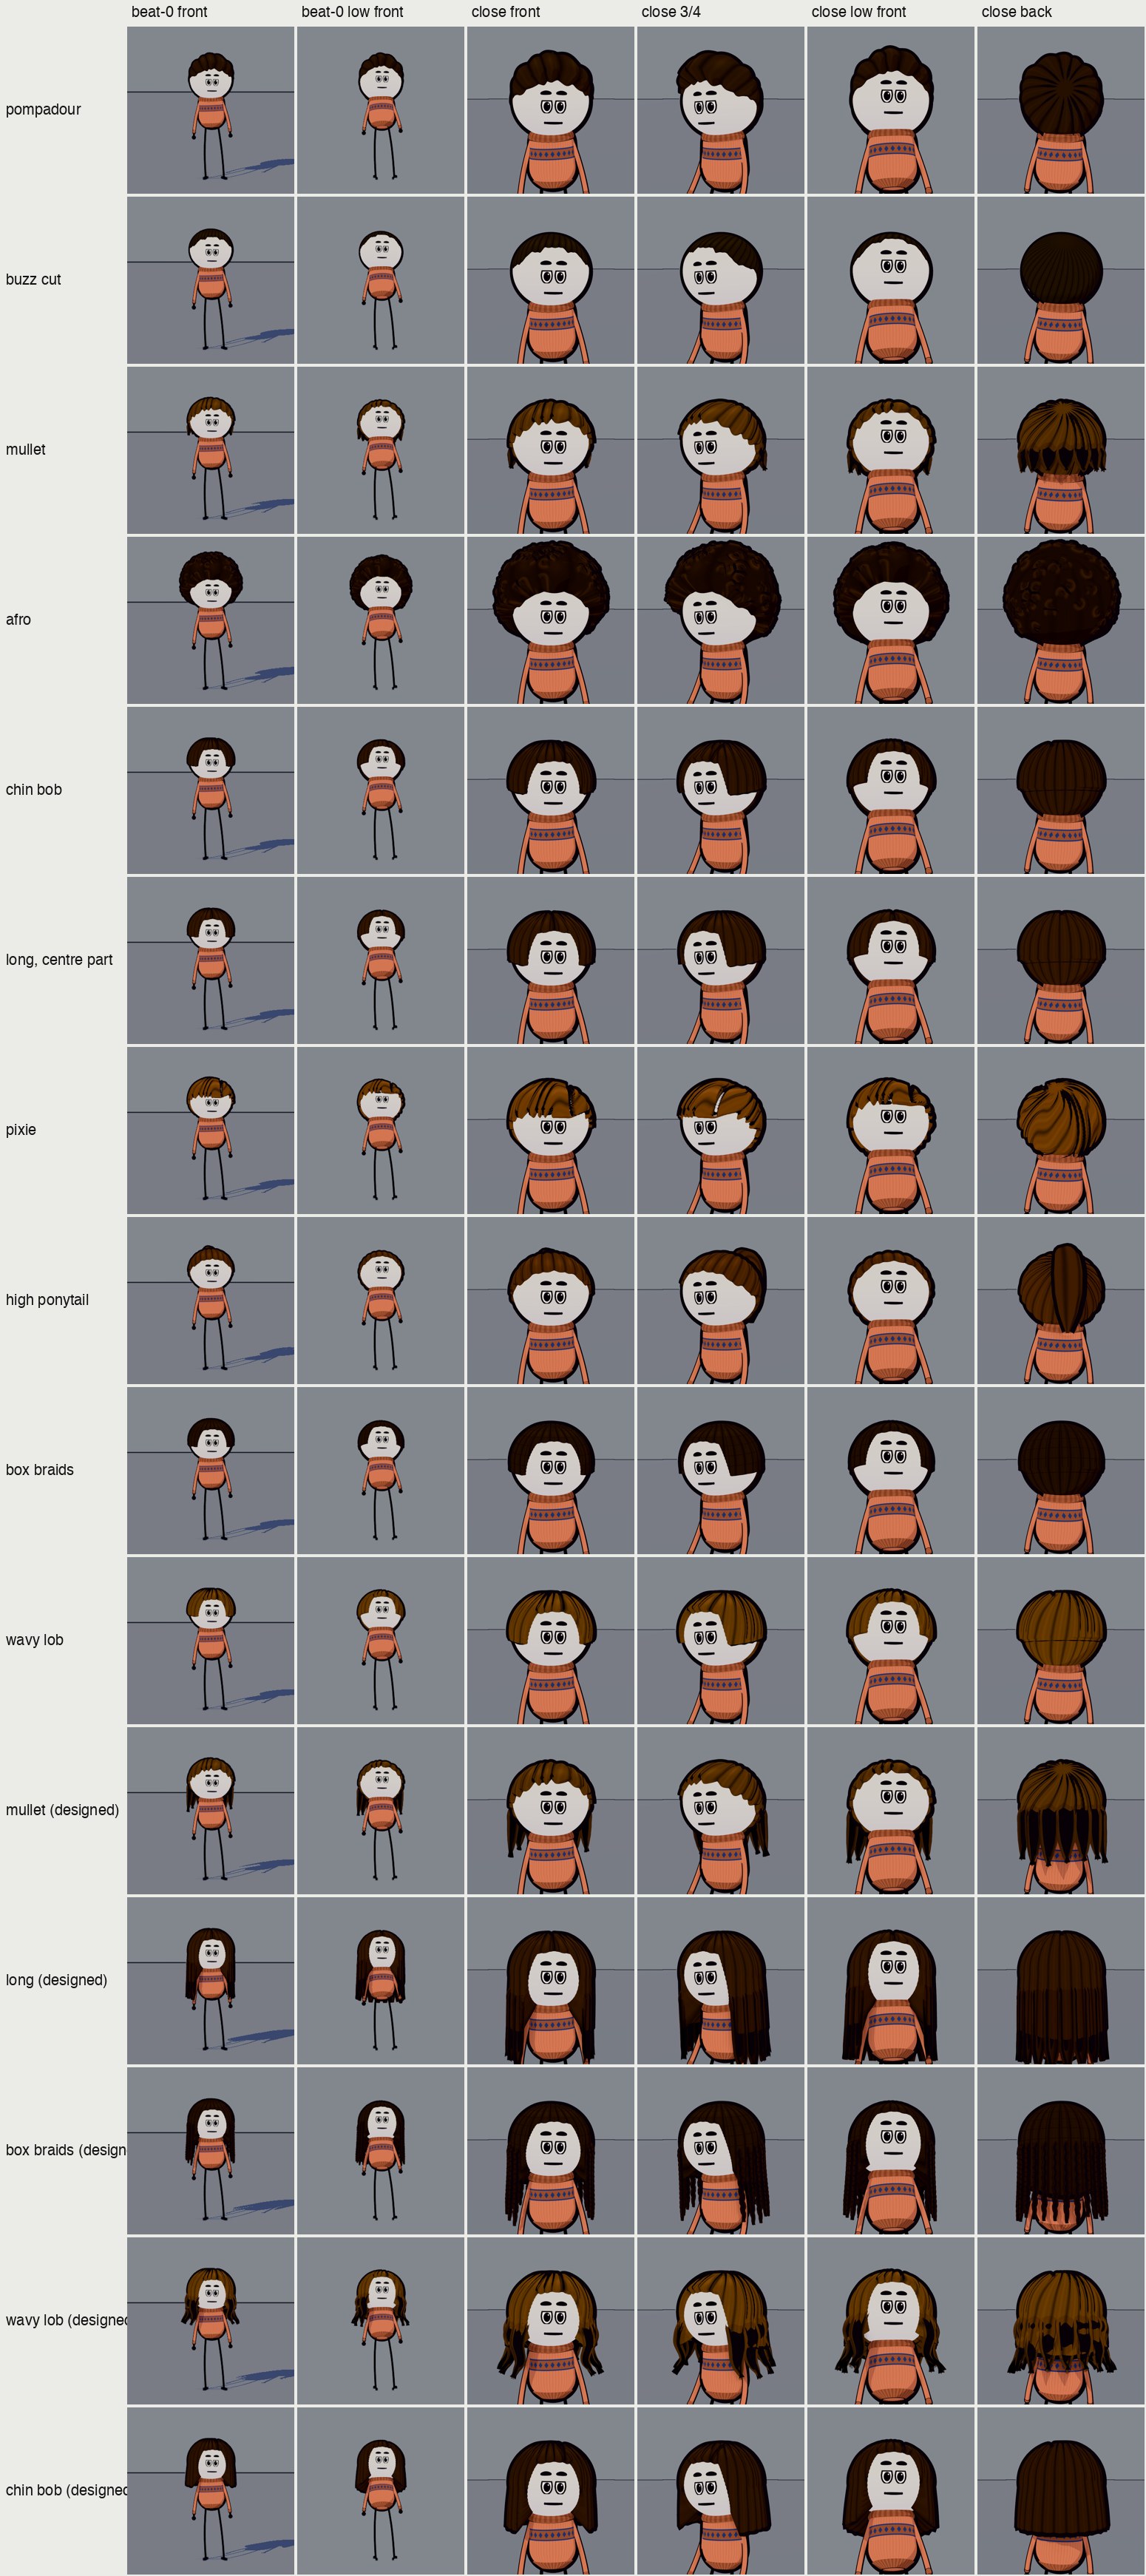 beat-0 front beat-0 low front close front close 3/4 close low front close back
pompadour
buzz cut
mullet
afro
chin bob
long, centre part
pixie
high ponytail
box braids
wavy lob
mullet (designed)
long (designed)
box braids (design
wavy lob (designed
chin bob (designed